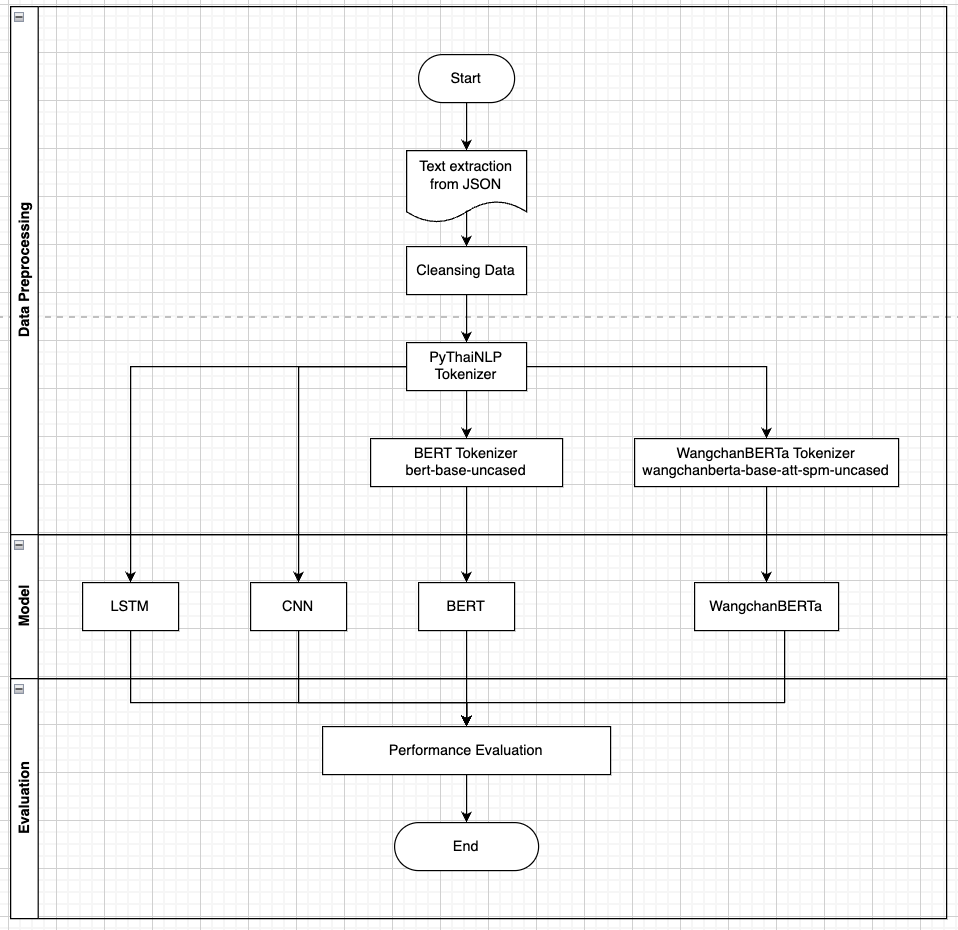 Data Preprocessing
Start
Text extraction
from JSON
Cleansing Data
PyThaiNLP
Tokenizer
BERT Tokenizer
bert-base-uncased
WangchanBERTa Tokenizer
wangchanberta-base-att-spm-uncased
Model
LSTM
CNN
BERT
WangchanBERTa
Evaluation
Performance Evaluation
End